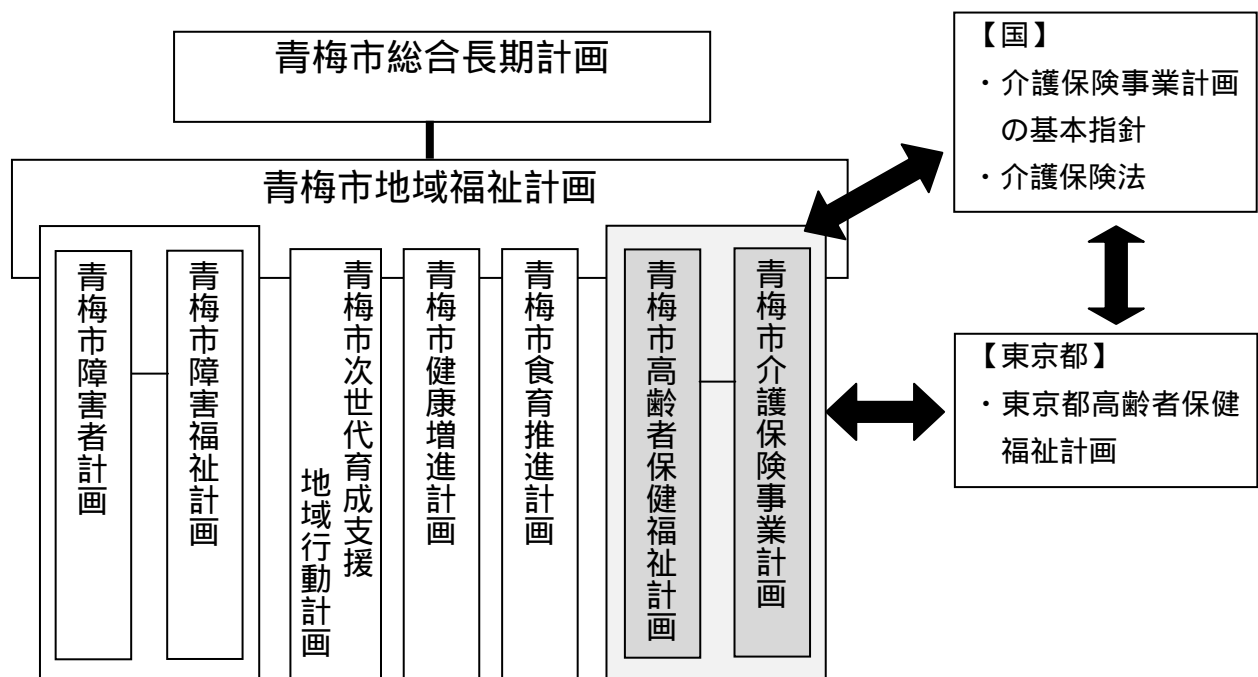 青梅市総合長期計画
青梅市地域福祉計画
青梅市障害者計画
青梅市障害福祉計画
青梅市次世代育成支援
地域行動計画
青梅市健康増進計画
青梅市食育推進計画
青梅市高齢者保健福祉計画
青梅市介護保険事業計画
【国】
・介護保険事業計画
の基本指針
・介護保険法
【東京都】
・東京都高齢者保健
福祉計画